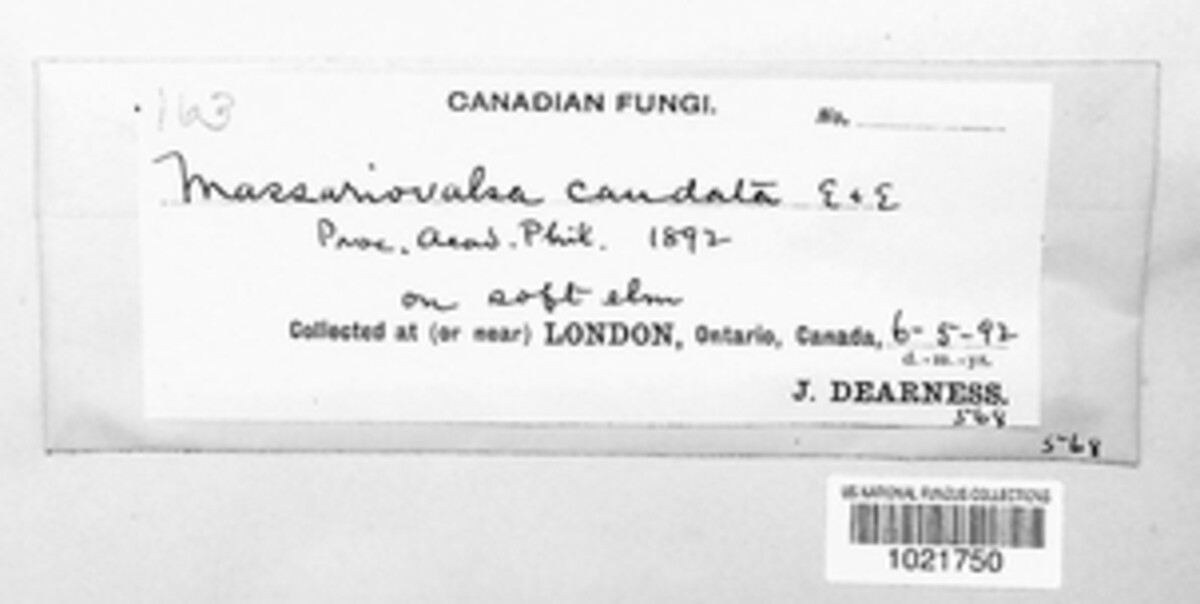 163
CANADIAN FUNGI.
No.
Massariovalsa caudata E & E
Proc. Acad. Phil. 1892
on soft elm
Collected at (or near) LONDON, Ontario, Canada, 6-5-92
d.-m.-yr.
J. DEARNESS.
568
568
US NATIONAL FUNGUS COLLECTIONS
1021750